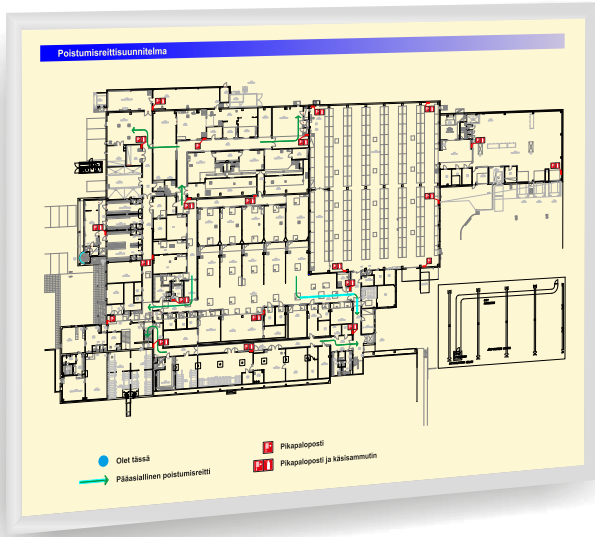 Poistumisreittisuunnitelma
Olet tässä
Pääasiallinen poistumisreitti
Pikapaloposti
Pikapaloposti ja käsisammutin